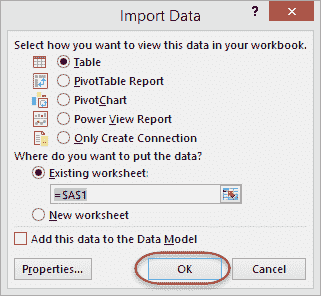 Import Data
? ×
Select how you want to view this data in your workbook.
Table
PivotTable Report
PivotChart
Power View Report
Only Create Connection
Where do you want to put the data?
Existing worksheet:
=$A$1
New worksheet
Add this data to the Data Model
Properties... OK Cancel